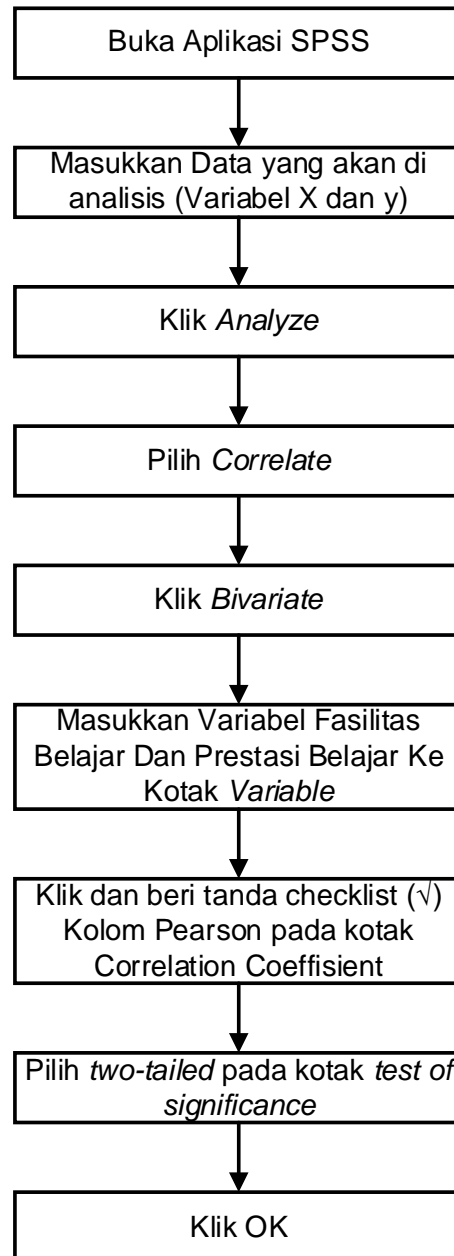 Buka Aplikasi SPSS
Masukkan Data yang akan di
analisis (Variabel X dan y)
Klik Analyze
Pilih Correlate
Klik Bivariate
Masukkan Variabel Fasilitas
Belajar Dan Prestasi Belajar Ke
Kotak Variable
Klik dan beri tanda checklist (√)
Kolom Pearson pada kotak
Correlation Coeffisient
Pilih two-tailed pada kotak test of
significance
Klik OK